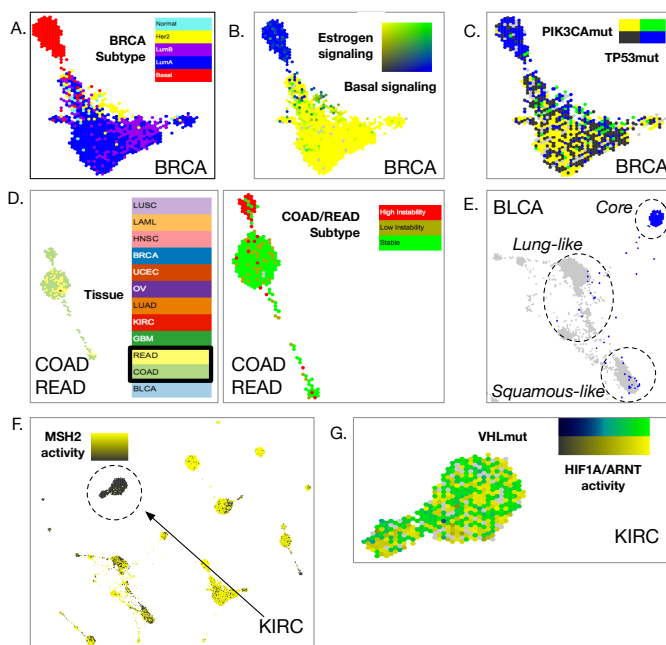 A.
BRCA
Subtype
Normal
Her2
LumB
LumA
Basal
BRCA
B.
Estrogen
signaling
Basal signaling
BRCA
C.
PIK3CAmut
TP53mut
BRCA
D.
Tissue
LUSC
LAML
HNSC
BRCA
UCEC
OV
LUAD
KIRC
GBM
READ
COAD
BLCA
COAD
READ
COAD/READ
Subtype
High Instability
Low Instability
Stable
COAD
READ
E.
BLCA
Core
Lung-like
Squamous-like
F.
MSH2
activity
KIRC
G.
VHLmut
HIF1A/ARNT
activity
KIRC